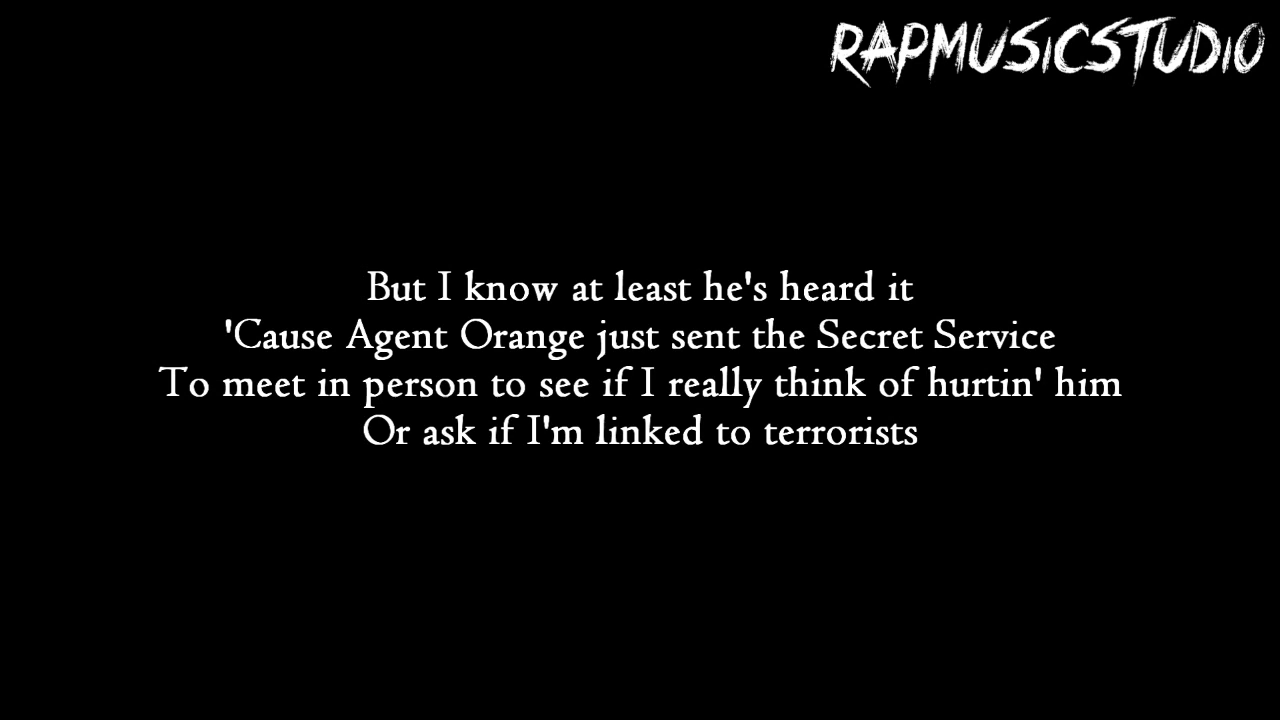 RAPMUSICSTUDIO
But I know at least he's heard it
'Cause Agent Orange just sent the Secret Service
To meet in person to see if I really think of hurtin' him
Or ask if I'm linked to terrorists